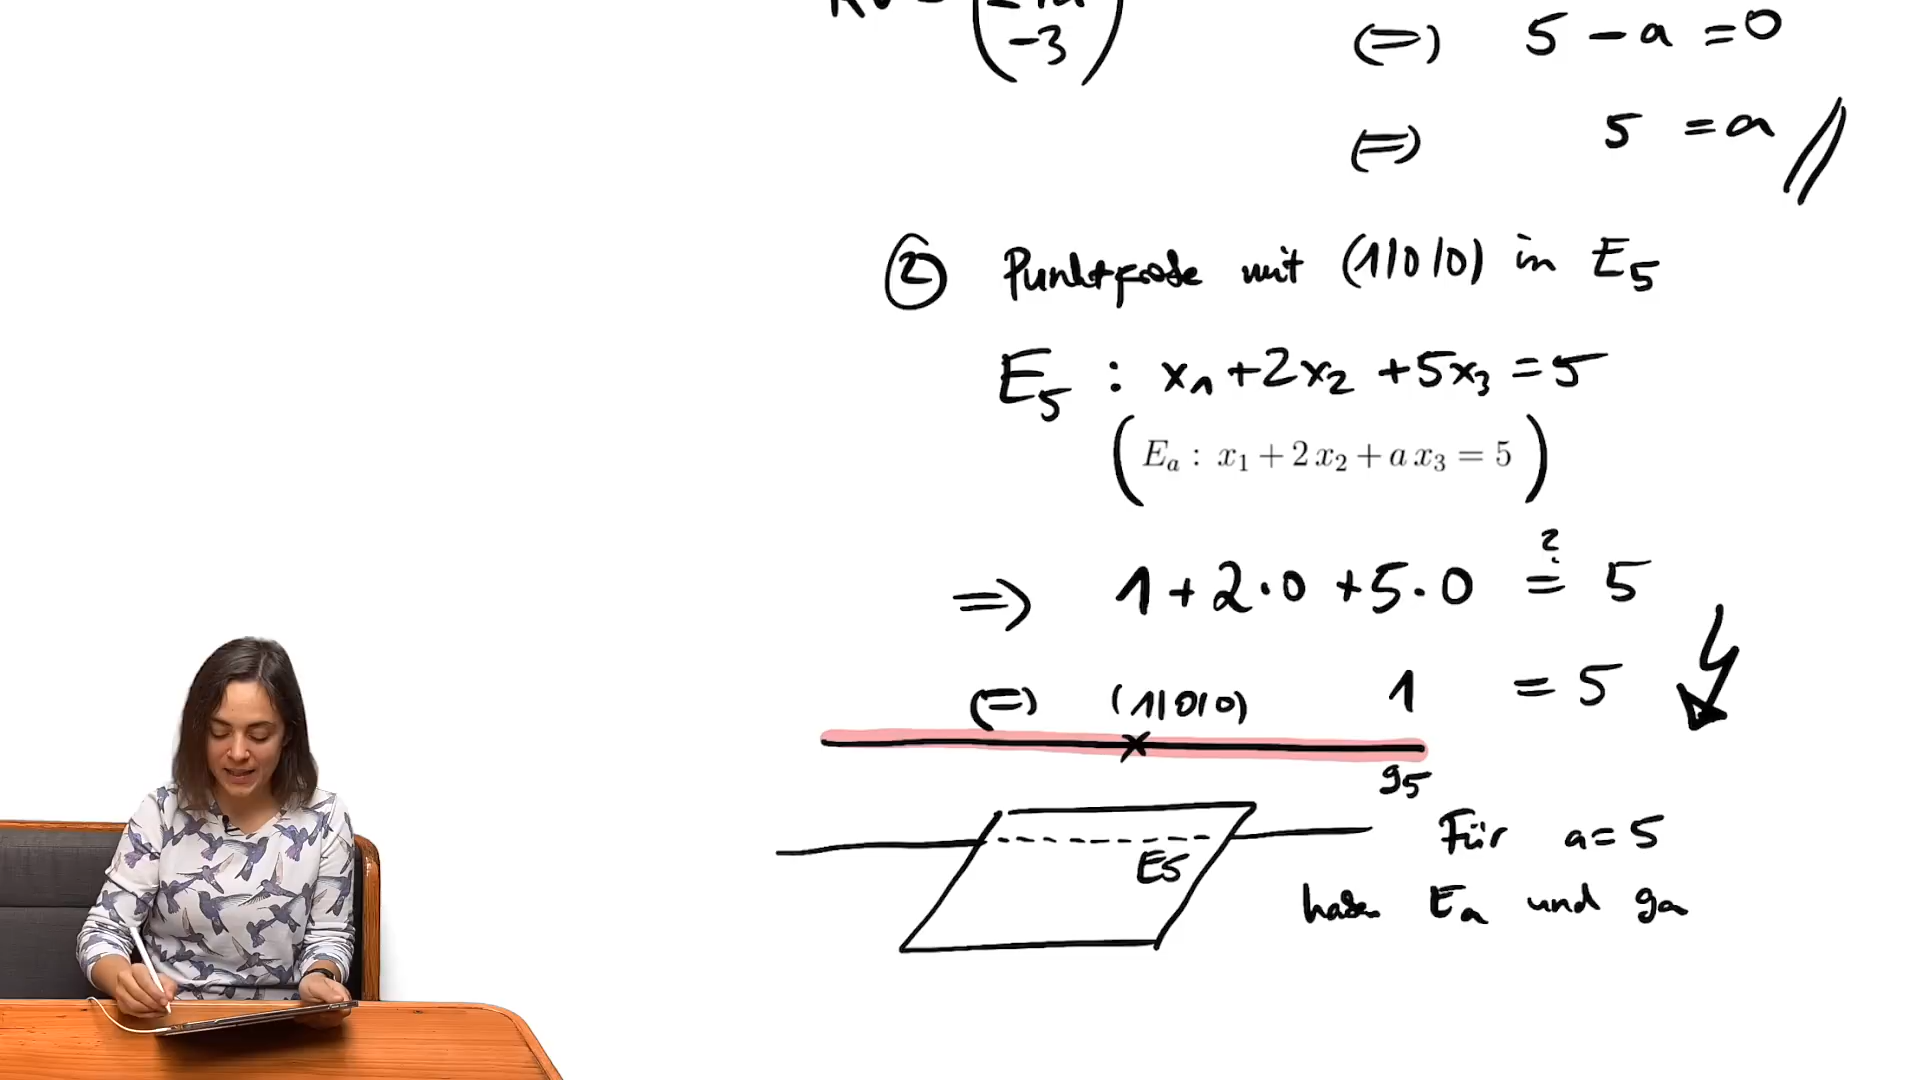 -3
(=) 5 - a = 0
(=) 5 = a
② Punktprobe mit (1|0|0) in E5
E5 : x1 + 2x2 + 5x3 = 5
( Ea : x1 + 2 x2 + a x3 = 5 )
=> 1 + 2 · 0 + 5 · 0 ?= 5
(=) 1 = 5
(1|0|0)
g5
E5
Für a = 5
haben Ea und ga